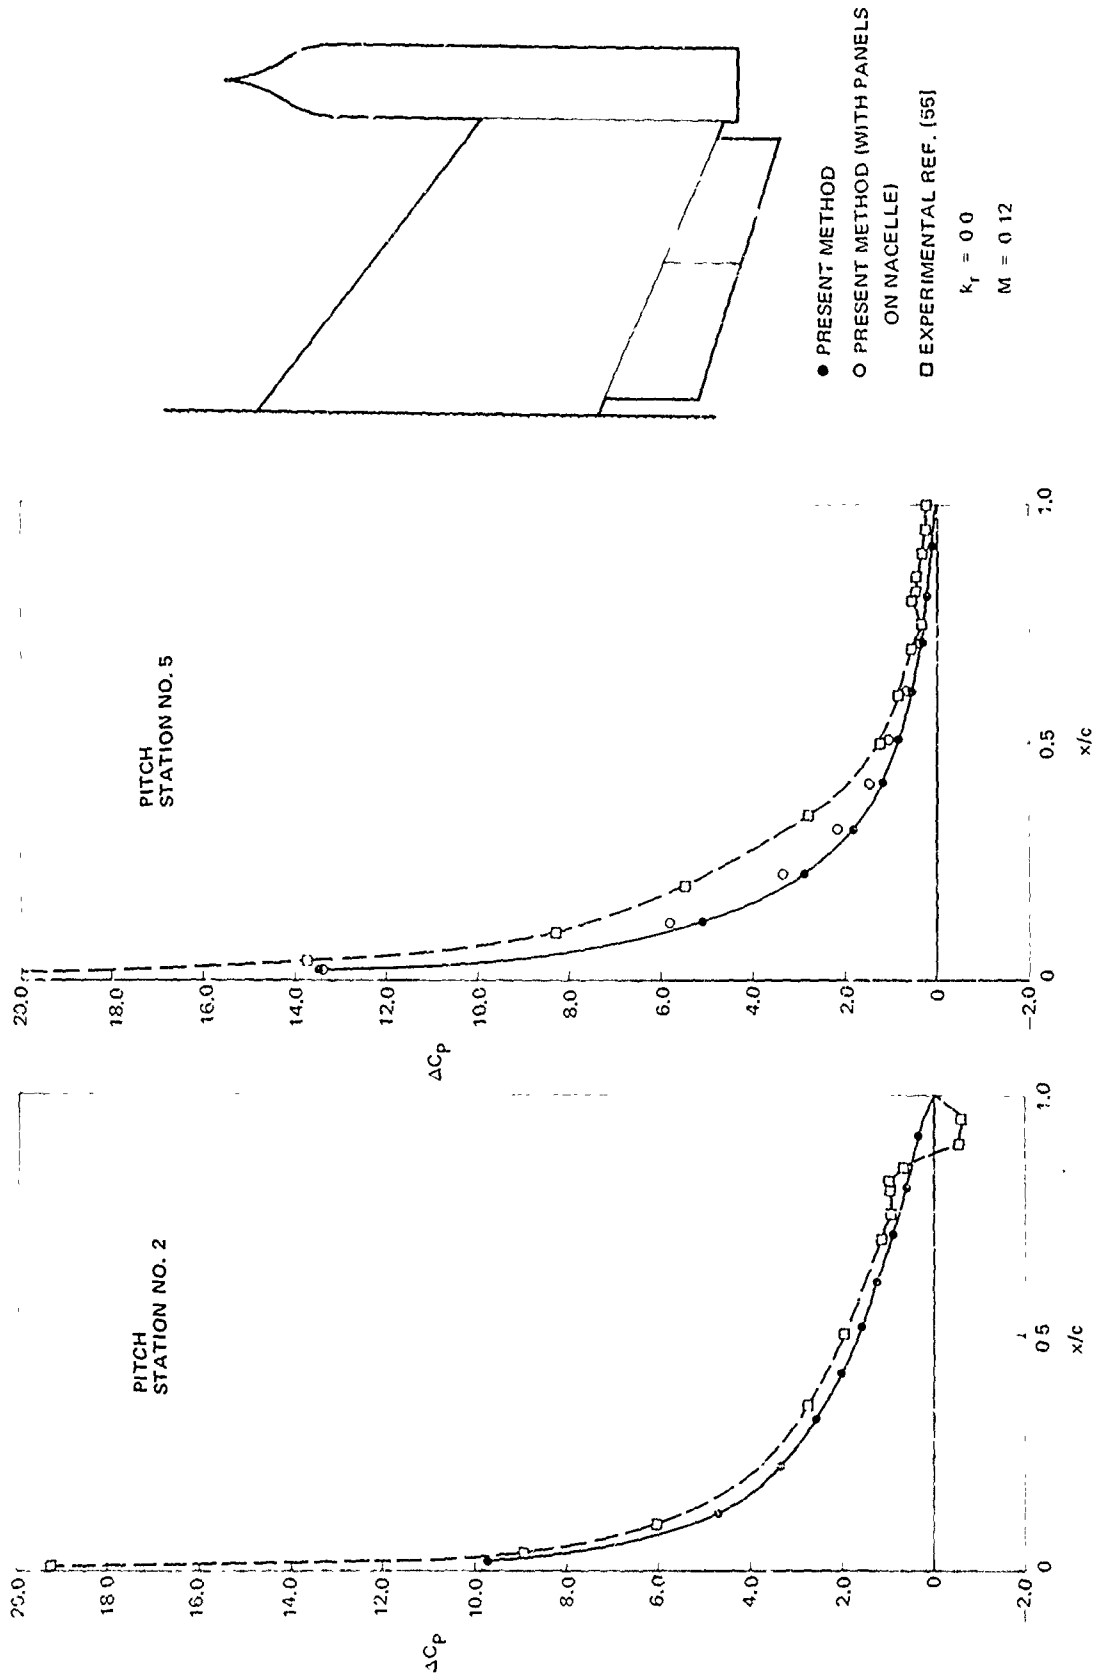 PITCH
STATION NO. 2
20.0
18.0
16.0
14.0
12.0
10.0
8.0
6.0
4.0
2.0
0
−2.0
ΔCp
0
0.5
1.0
x/c
PITCH
STATION NO. 5
20.0
18.0
16.0
14.0
12.0
10.0
8.0
6.0
4.0
2.0
0
−2.0
ΔCp
0
0.5
1.0
x/c
● PRESENT METHOD
○ PRESENT METHOD (WITH PANELS
ON NACELLE)
□ EXPERIMENTAL REF. [55]
kr = 0.0
M = 0.12